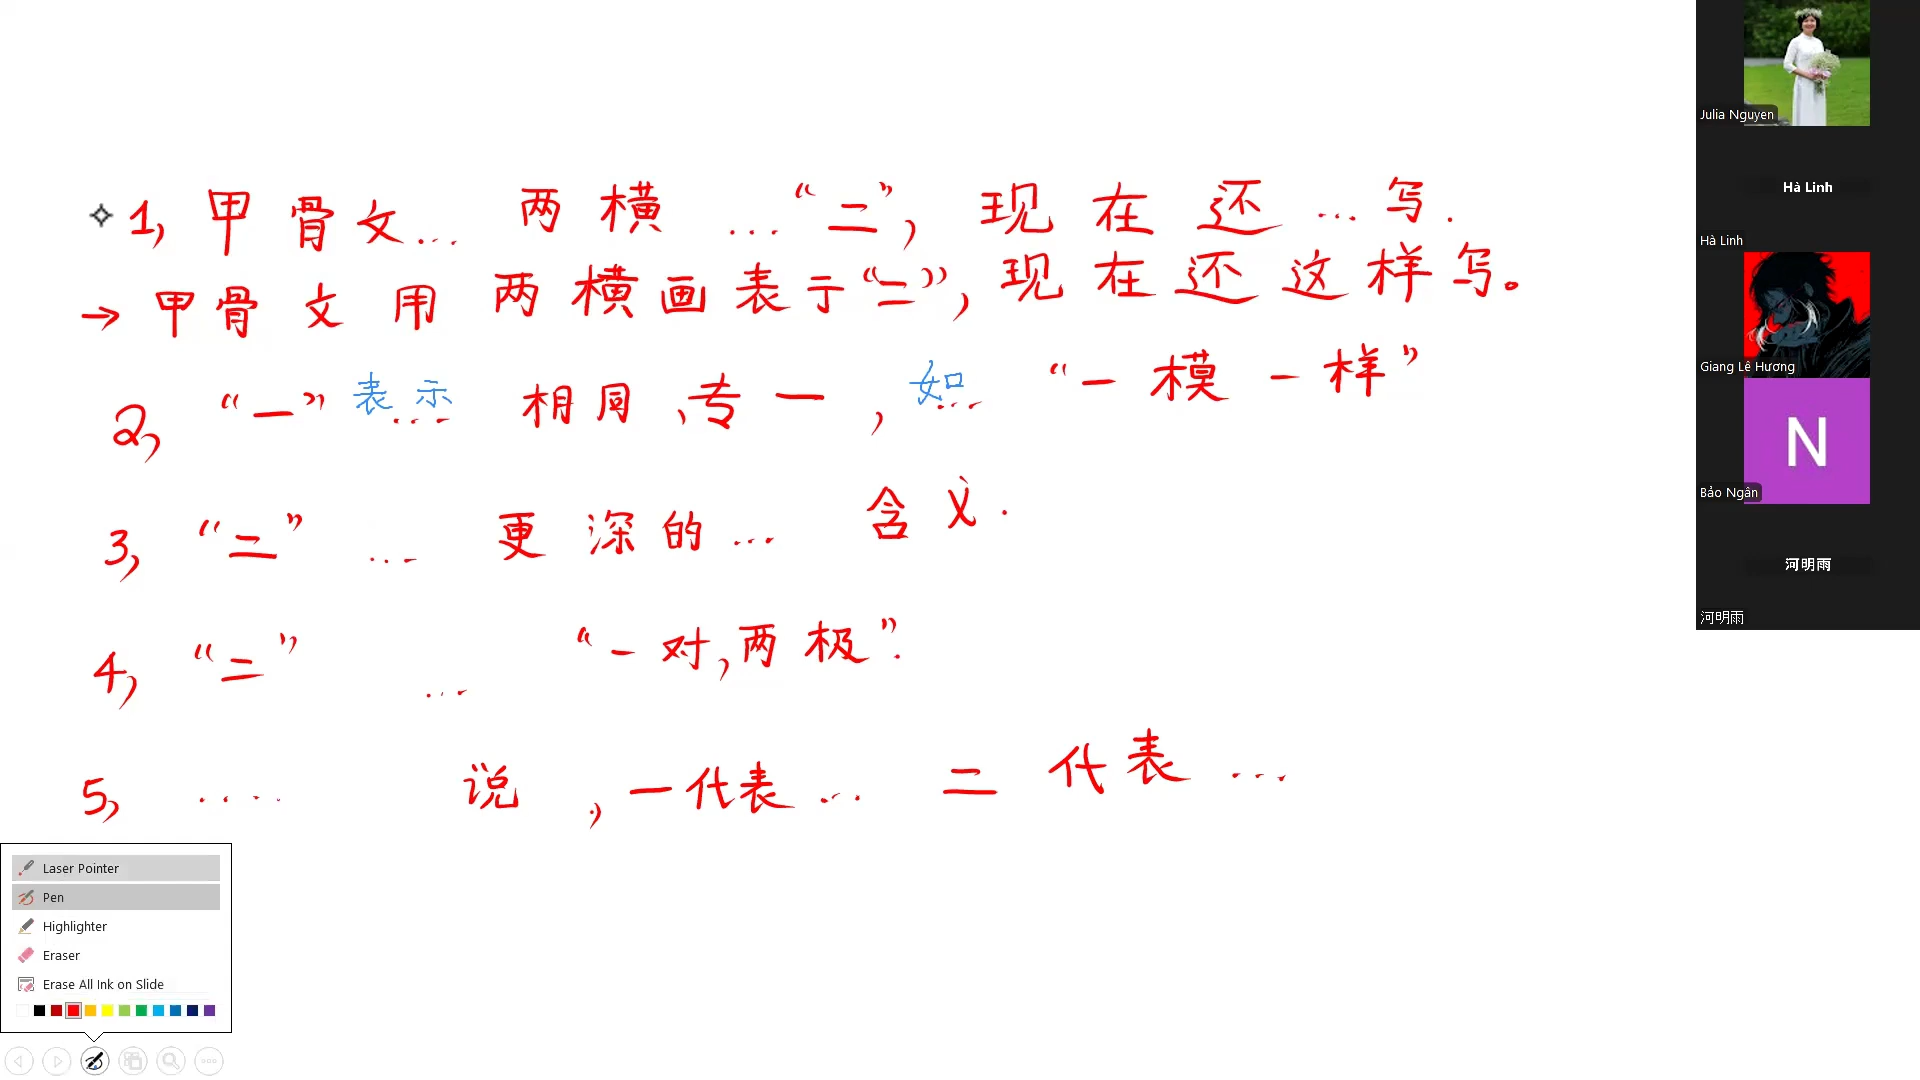 1, 甲骨文... 两横 ... “二”, 现在还 ... 写.
→ 甲骨文用两横画表示“二”, 现在还这样写。
2, “一” 表示 ... 相同、专一, 如 ... “一模一样”
3, “二” ... 更深的 ... 含义.
4, “二” ... “一对, 两极”.
5, ..... 说, 一代表 ... 二代表 ...
Julia Nguyen
Hà Linh
Hà Linh
Giang Lê Hương
N
Bảo Ngân
河明雨
河明雨
Laser Pointer
Pen
Highlighter
Eraser
Erase All Ink on Slide